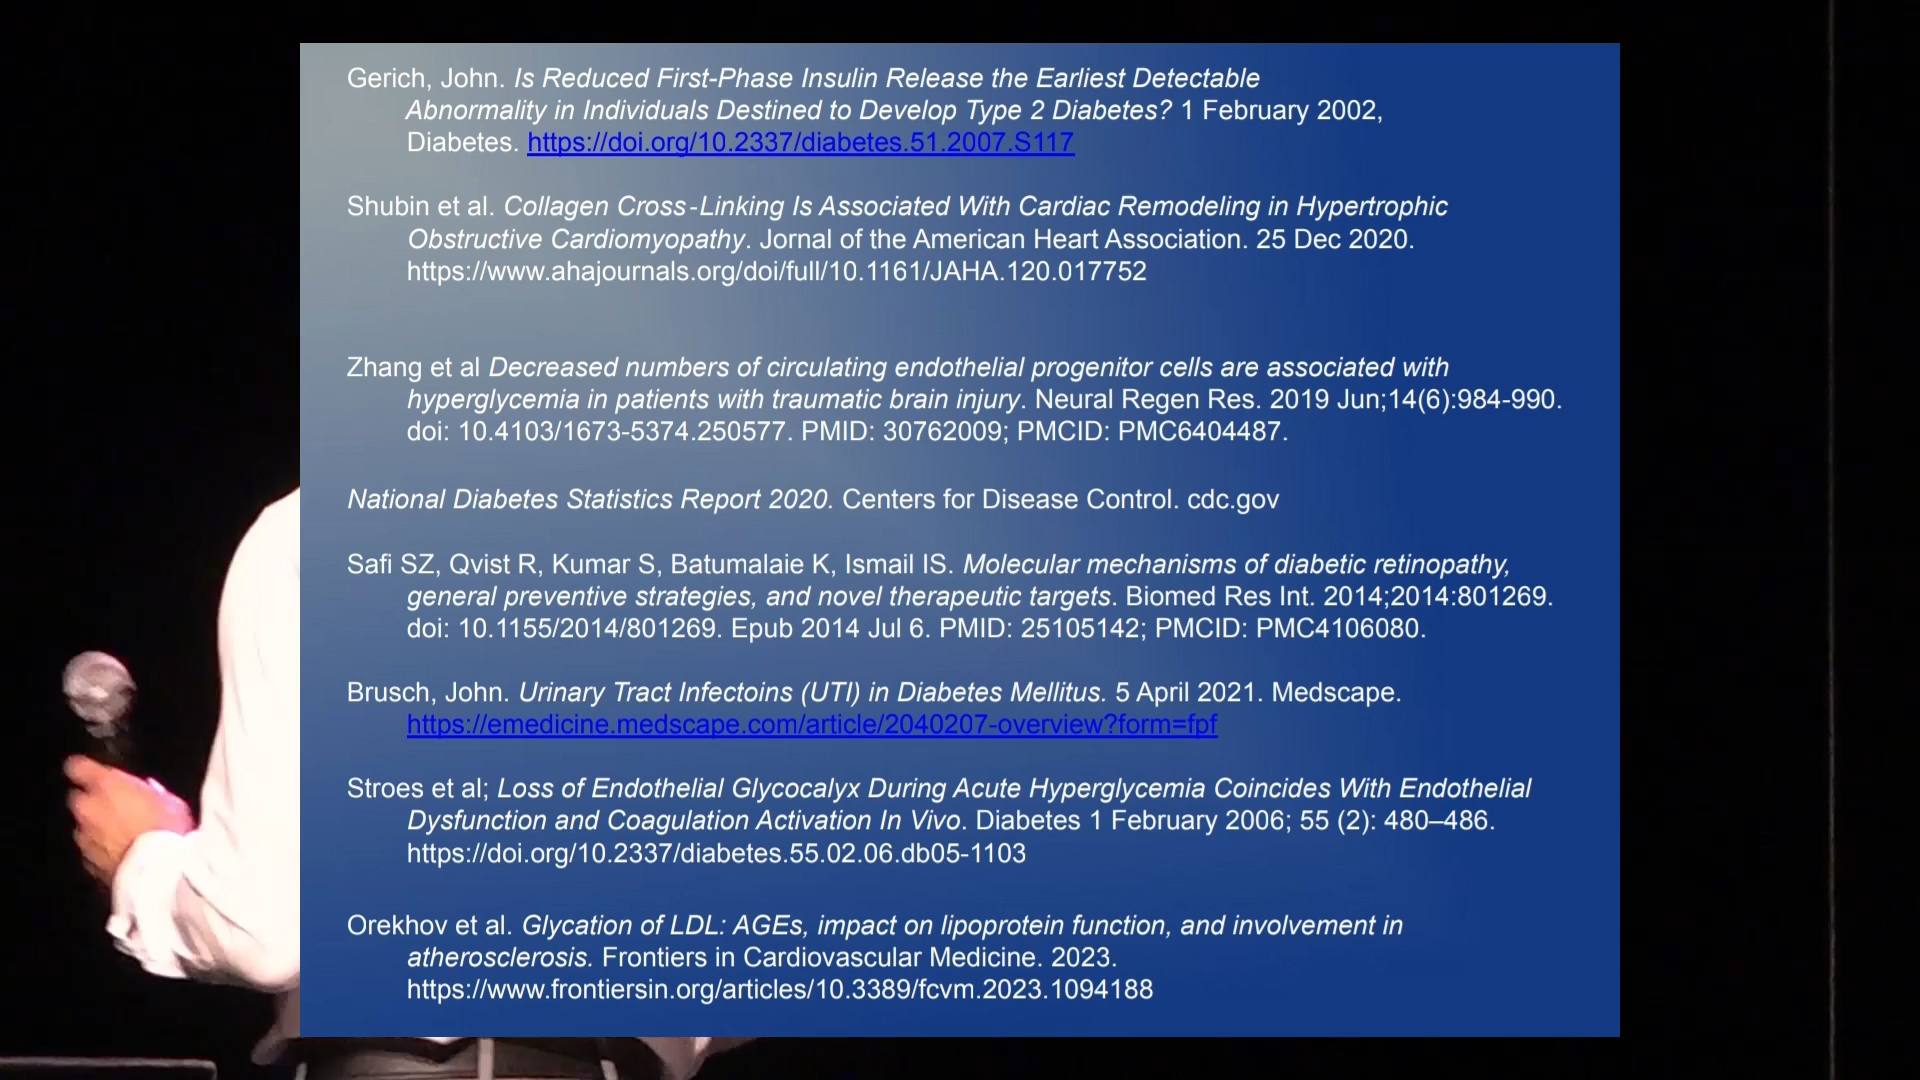 Gerich, John. Is Reduced First-Phase Insulin Release the Earliest Detectable
Abnormality in Individuals Destined to Develop Type 2 Diabetes? 1 February 2002,
Diabetes. https://doi.org/10.2337/diabetes.51.2007.S117
Shubin et al. Collagen Cross-Linking Is Associated With Cardiac Remodeling in Hypertrophic
Obstructive Cardiomyopathy. Jornal of the American Heart Association. 25 Dec 2020.
https://www.ahajournals.org/doi/full/10.1161/JAHA.120.017752
Zhang et al Decreased numbers of circulating endothelial progenitor cells are associated with
hyperglycemia in patients with traumatic brain injury. Neural Regen Res. 2019 Jun;14(6):984-990.
doi: 10.4103/1673-5374.250577. PMID: 30762009; PMCID: PMC6404487.
National Diabetes Statistics Report 2020. Centers for Disease Control. cdc.gov
Safi SZ, Qvist R, Kumar S, Batumalaie K, Ismail IS. Molecular mechanisms of diabetic retinopathy,
general preventive strategies, and novel therapeutic targets. Biomed Res Int. 2014;2014:801269.
doi: 10.1155/2014/801269. Epub 2014 Jul 6. PMID: 25105142; PMCID: PMC4106080.
Brusch, John. Urinary Tract Infectoins (UTI) in Diabetes Mellitus. 5 April 2021. Medscape.
https://emedicine.medscape.com/article/2040207-overview?form=fpf
Stroes et al; Loss of Endothelial Glycocalyx During Acute Hyperglycemia Coincides With Endothelial
Dysfunction and Coagulation Activation In Vivo. Diabetes 1 February 2006; 55 (2): 480–486.
https://doi.org/10.2337/diabetes.55.02.06.db05-1103
Orekhov et al. Glycation of LDL: AGEs, impact on lipoprotein function, and involvement in
atherosclerosis. Frontiers in Cardiovascular Medicine. 2023.
https://www.frontiersin.org/articles/10.3389/fcvm.2023.1094188